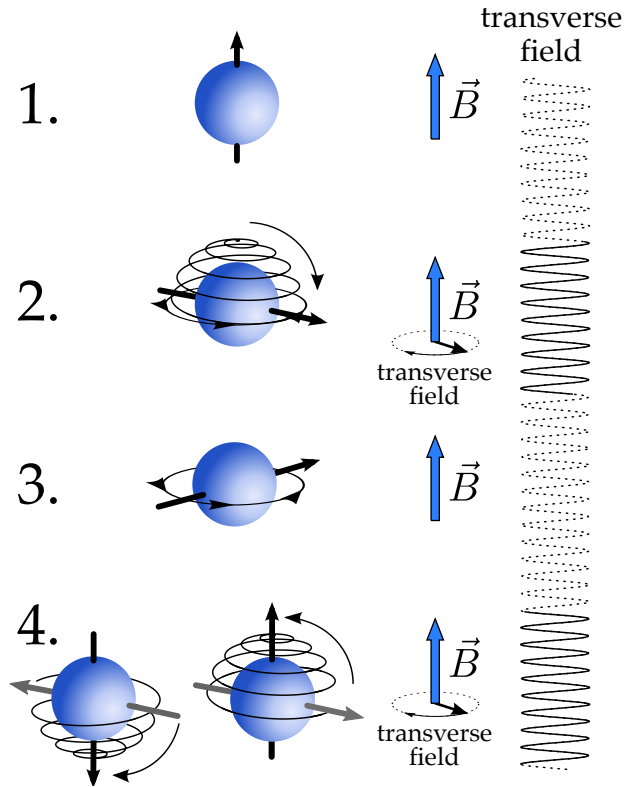 transverse
field
1.
B
2.
B
transverse
field
3.
B
4.
B
transverse
field